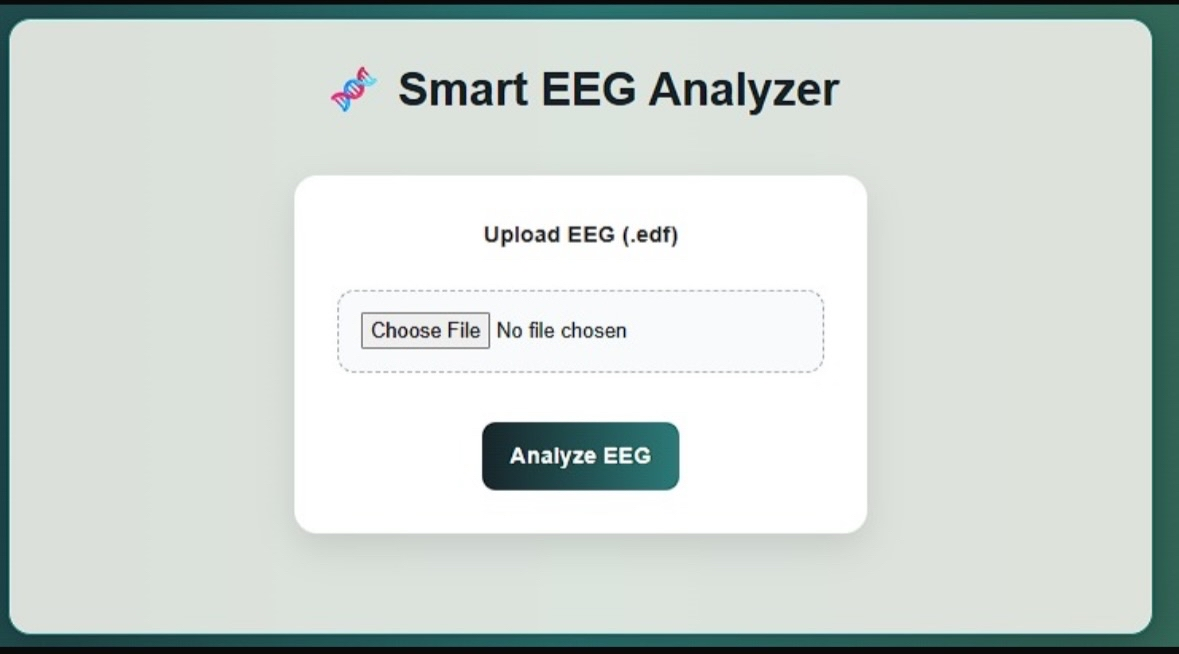 Smart EEG Analyzer
Upload EEG (.edf)
Choose File No file chosen
Analyze EEG